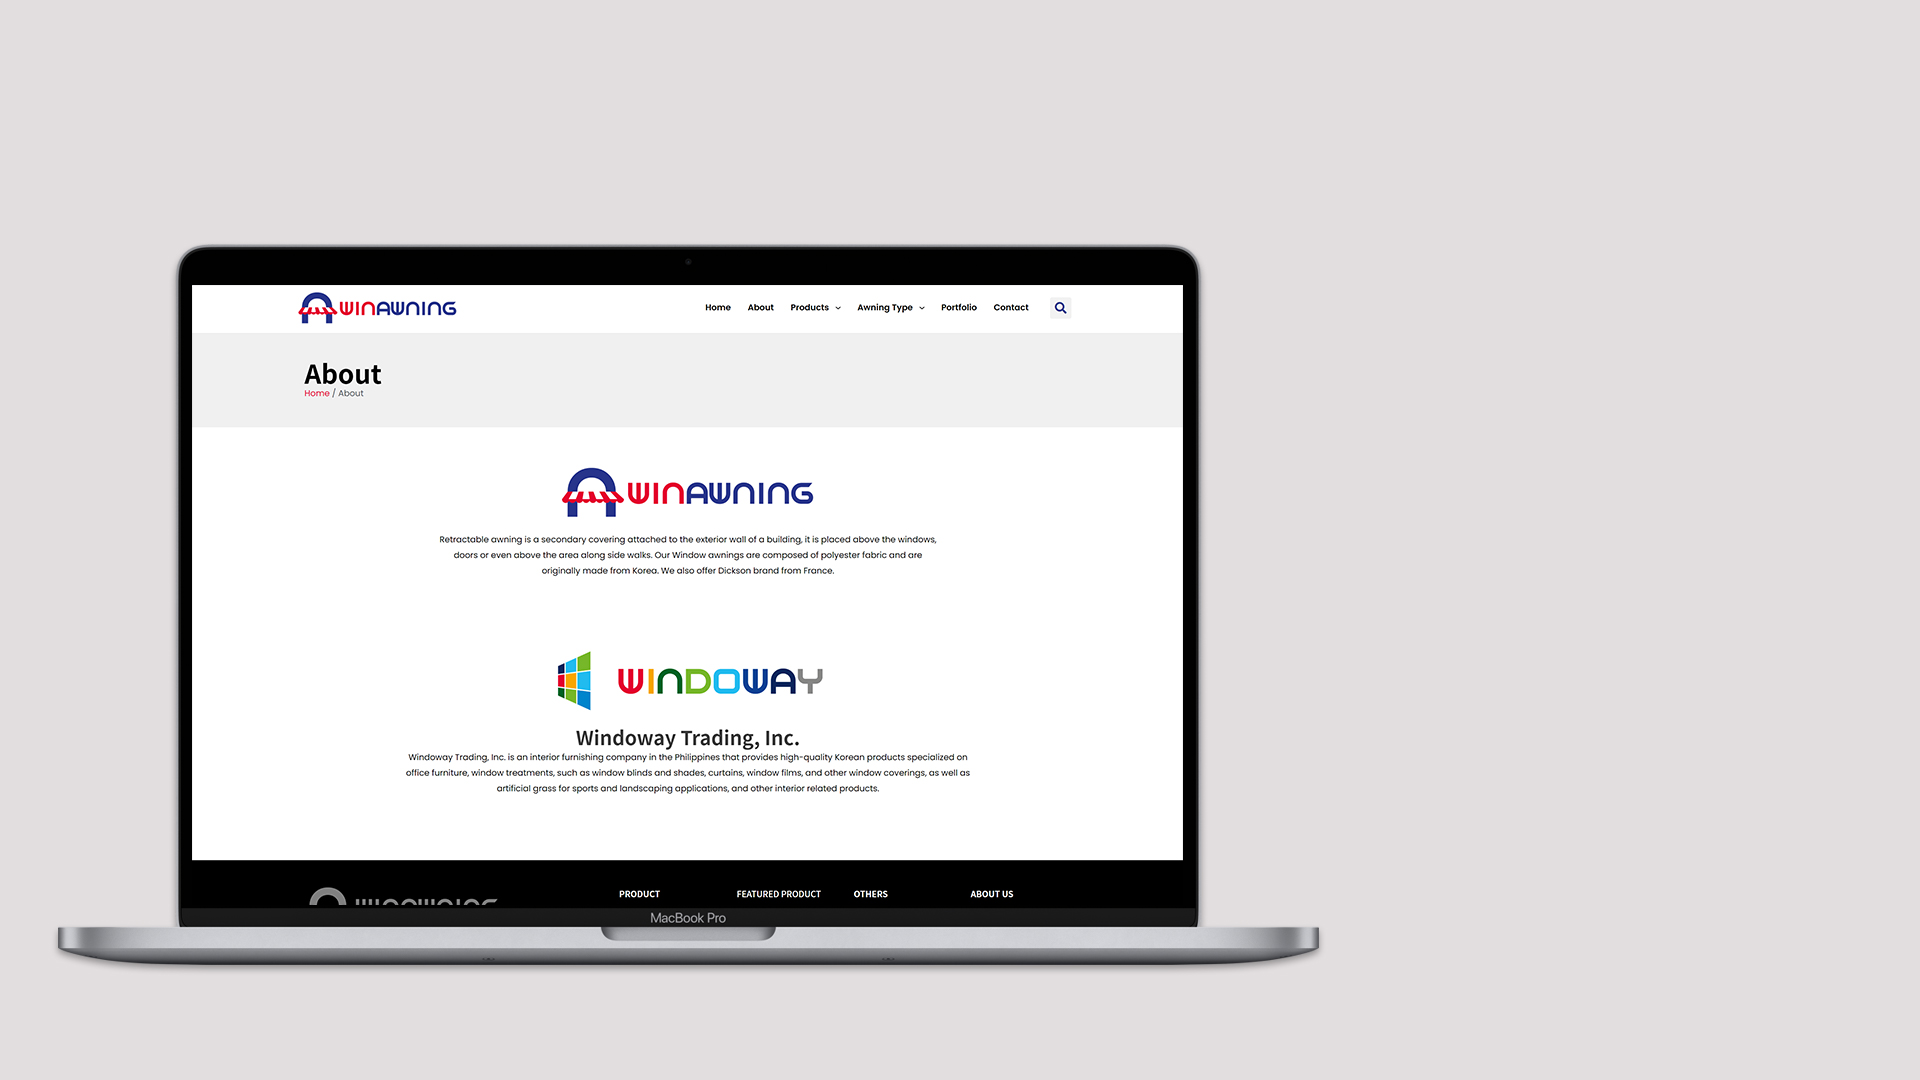 WINAWNING
Home About Products Awning Type Portfolio Contact
About
Home / About
WINAWNING
Retractable awning is a secondary covering attached to the exterior wall of a building, it is placed above the windows,
doors or even above the area along side walks. Our Window awnings are composed of polyester fabric and are
originally made from Korea. We also offer Dickson brand from France.
WINDOWAY
Windoway Trading, Inc.
Windoway Trading, Inc. is an interior furnishing company in the Philippines that provides high-quality Korean products specialized on
office furniture, window treatments, such as window blinds and shades, curtains, window films, and other window coverings, as well as
artificial grass for sports and landscaping applications, and other interior related products.
WINAWNING PRODUCT FEATURED PRODUCT OTHERS ABOUT US
MacBook Pro